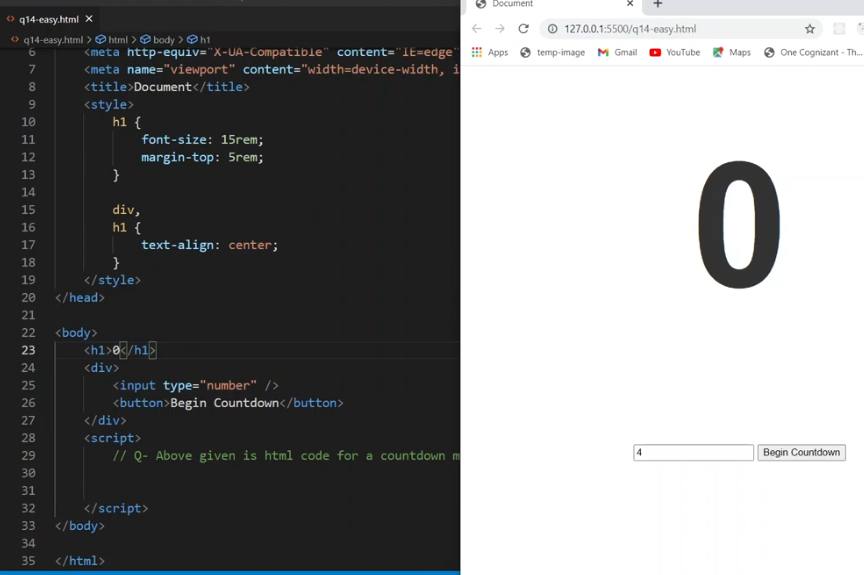 q14-easy.html
q14-easy.html > html > body > h1
6 <meta http-equiv="X-UA-Compatible" content="IE=edge"
7 <meta name="viewport" content="width=device-width, i
8 <title>Document</title>
9 <style>
10 h1 {
11 font-size: 15rem;
12 margin-top: 5rem;
13 }
14
15 div,
16 h1 {
17 text-align: center;
18 }
19 </style>
20 </head>
21
22 <body>
23 <h1>0</h1>
24 <div>
25 <input type="number" />
26 <button>Begin Countdown</button>
27 </div>
28 <script>
29 // Q- Above given is html code for a countdown m
30
31
32 </script>
33 </body>
34
35 </html>
Document
127.0.0.1:5500/q14-easy.html
Apps temp-image Gmail YouTube Maps One Cognizant - Th...
0
4 Begin Countdown